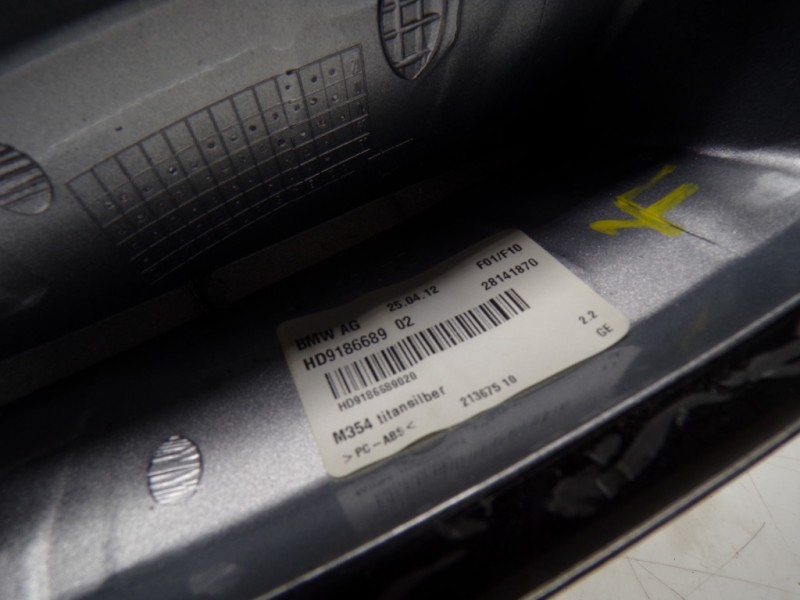 BMW AG 25.04.12 F01/F10
HD9186689 02 28141870
HD9186689020
2.2
M354 titansilber 213675 10 GE
>PC-ABS<